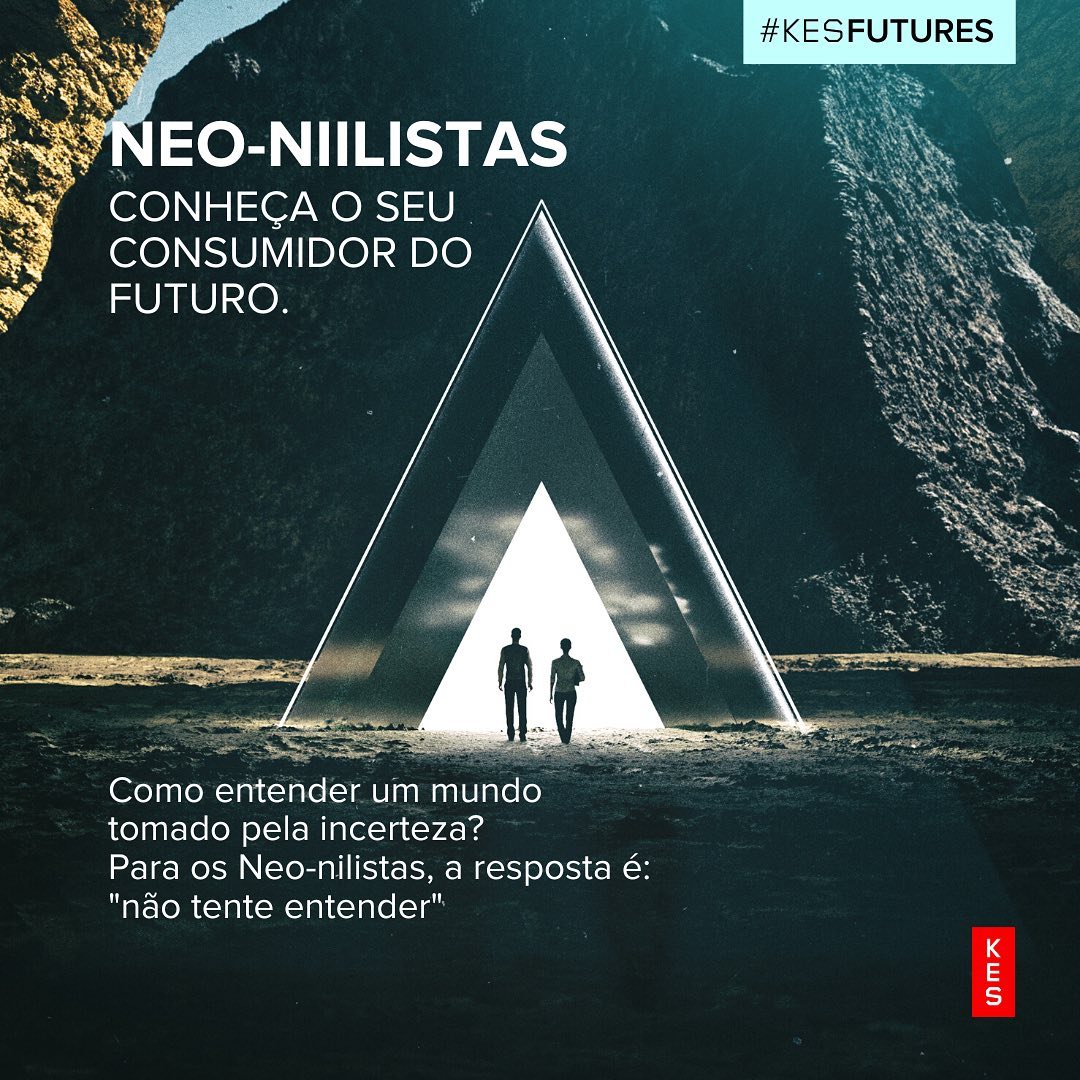 #KESFUTURES
NEO-NIILISTAS
CONHEÇA O SEU
CONSUMIDOR DO
FUTURO.
Como entender um mundo
tomado pela incerteza?
Para os Neo-nilistas, a resposta é:
"não tente entender"
KES